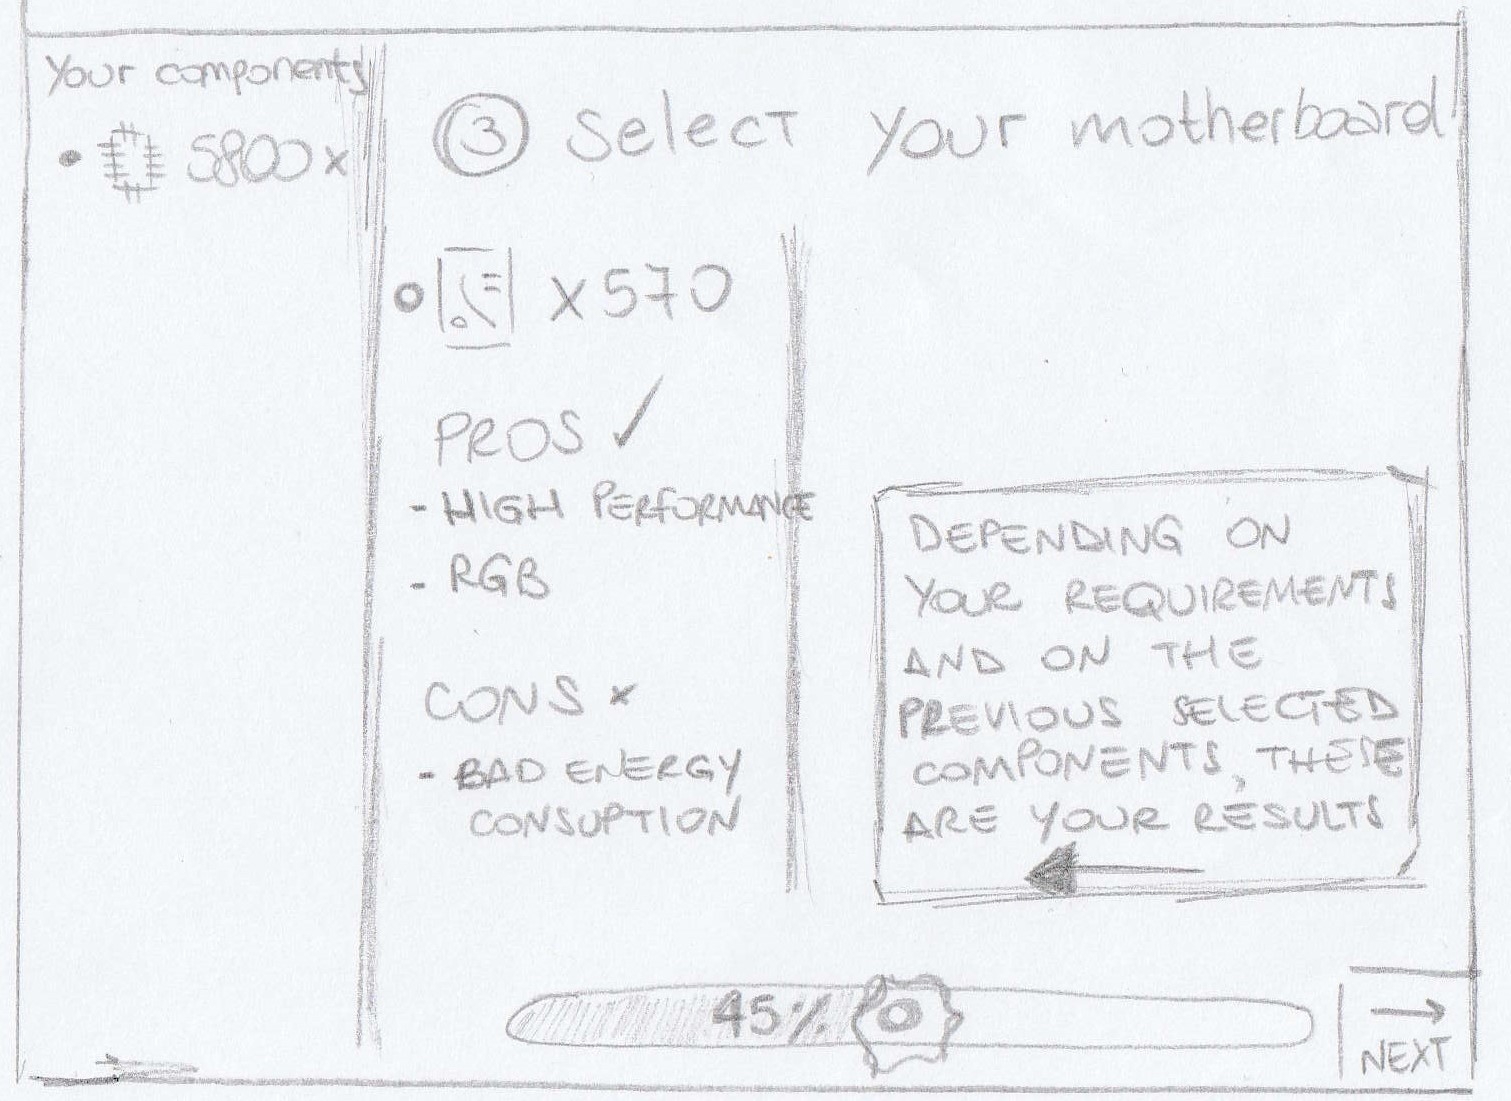 Your components
5800x
3 Select your motherboard
x570
PROS ✓
- HIGH PERFORMANCE
- RGB
CONS x
- BAD ENERGY
CONSUPTION
DEPENDING ON
YOUR REQUIREMENTS
AND ON THE
PREVIOUS SELECTED
COMPONENTS, THESE
ARE YOUR RESULTS
45%
NEXT